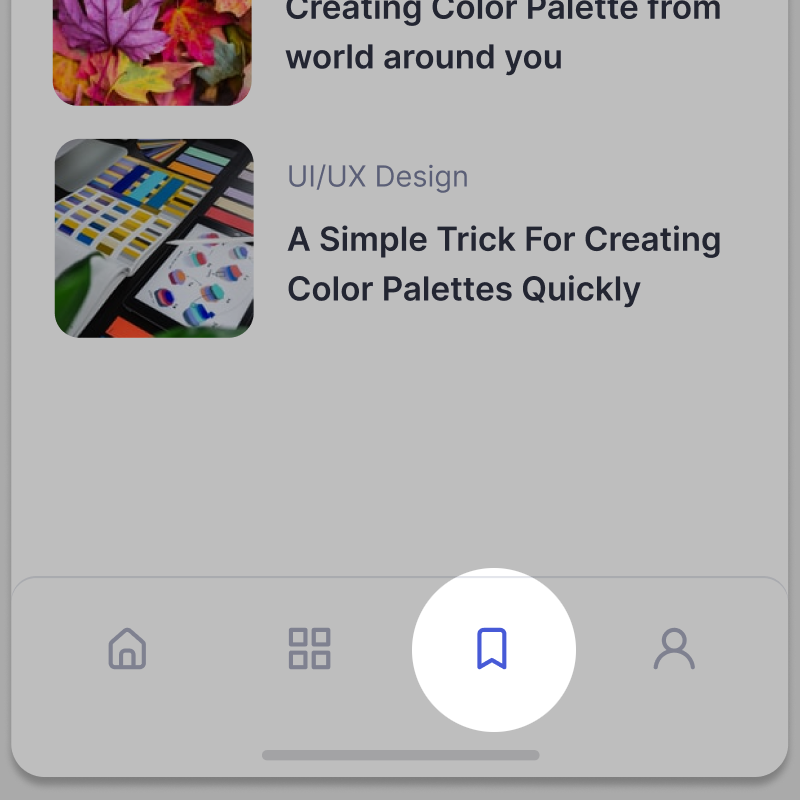 Creating Color Palette from
world around you
UI/UX Design
A Simple Trick For Creating
Color Palettes Quickly